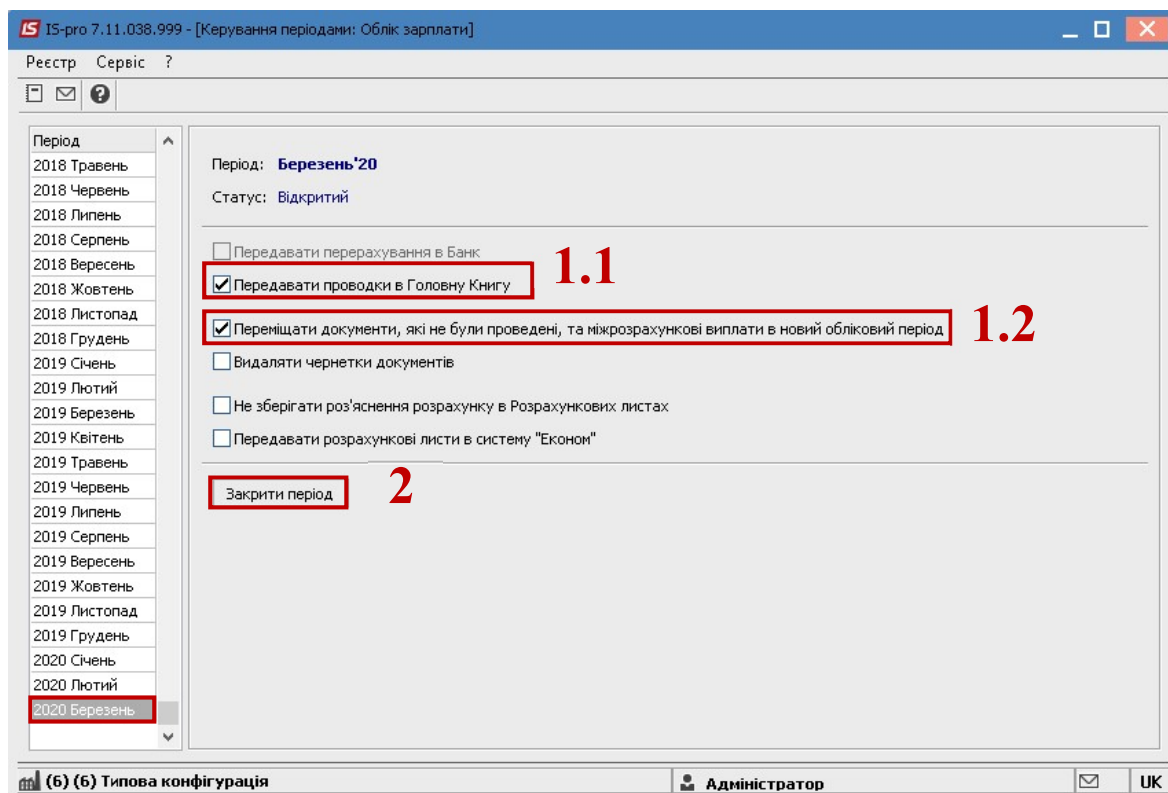 IS-pro 7.11.038.999 - [Керування періодами: Облік зарплати]
Реєстр Сервіс ?
Період
2018 Травень
2018 Червень
2018 Липень
2018 Серпень
2018 Вересень
2018 Жовтень
2018 Листопад
2018 Грудень
2019 Січень
2019 Лютий
2019 Березень
2019 Квітень
2019 Травень
2019 Червень
2019 Липень
2019 Серпень
2019 Вересень
2019 Жовтень
2019 Листопад
2019 Грудень
2020 Січень
2020 Лютий
2020 Березень
Період: Березень'20
Статус: Відкритий
Передавати перерахування в Банк
Передавати проводки в Головну Книгу 1.1
Переміщати документи, які не були проведені, та міжрозрахункові виплати в новий обліковий період 1.2
Видаляти чернетки документів
Не зберігати роз'яснення розрахунку в Розрахункових листах
Передавати розрахункові листи в систему "Економ"
Закрити період 2
(6) (6) Типова конфігурація Адміністратор UK